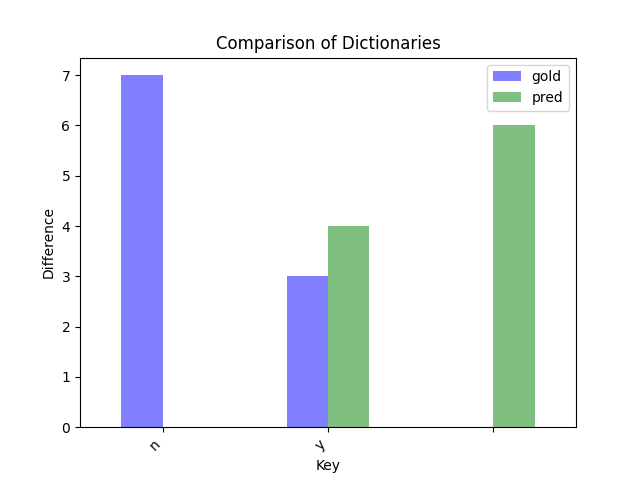 Comparison of Dictionaries
gold
pred
Difference
7
6
5
4
3
2
1
0
n
y
Key